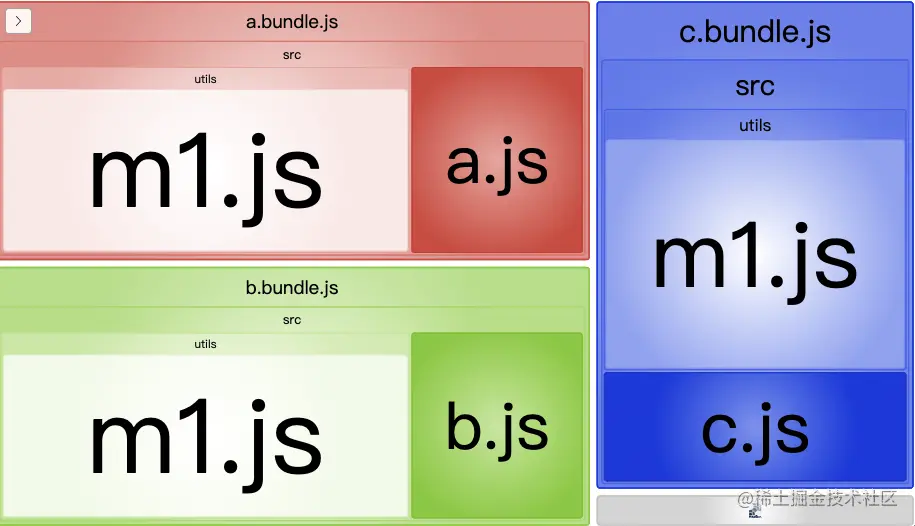 a.bundle.js
src
utils
m1.js
a.js
b.bundle.js
src
utils
m1.js
b.js
c.bundle.js
src
utils
m1.js
c.js
@稀土掘金技术社区